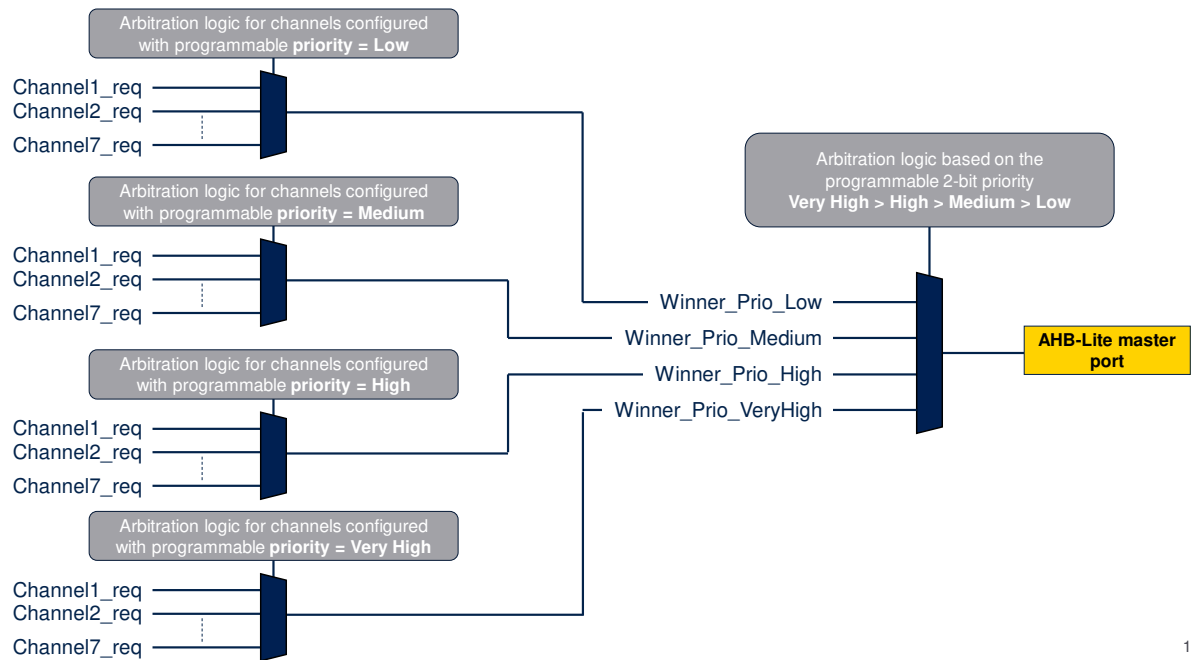 Arbitration logic for channels configured
with programmable priority = Low
Channel1_req
Channel2_req
Channel7_req
Arbitration logic for channels configured
with programmable priority = Medium
Channel1_req
Channel2_req
Channel7_req
Arbitration logic for channels configured
with programmable priority = High
Channel1_req
Channel2_req
Channel7_req
Arbitration logic for channels configured
with programmable priority = Very High
Channel1_req
Channel2_req
Channel7_req
Arbitration logic based on the
programmable 2-bit priority
Very High > High > Medium > Low
Winner_Prio_Low
Winner_Prio_Medium
Winner_Prio_High
Winner_Prio_VeryHigh
AHB-Lite master
port
1